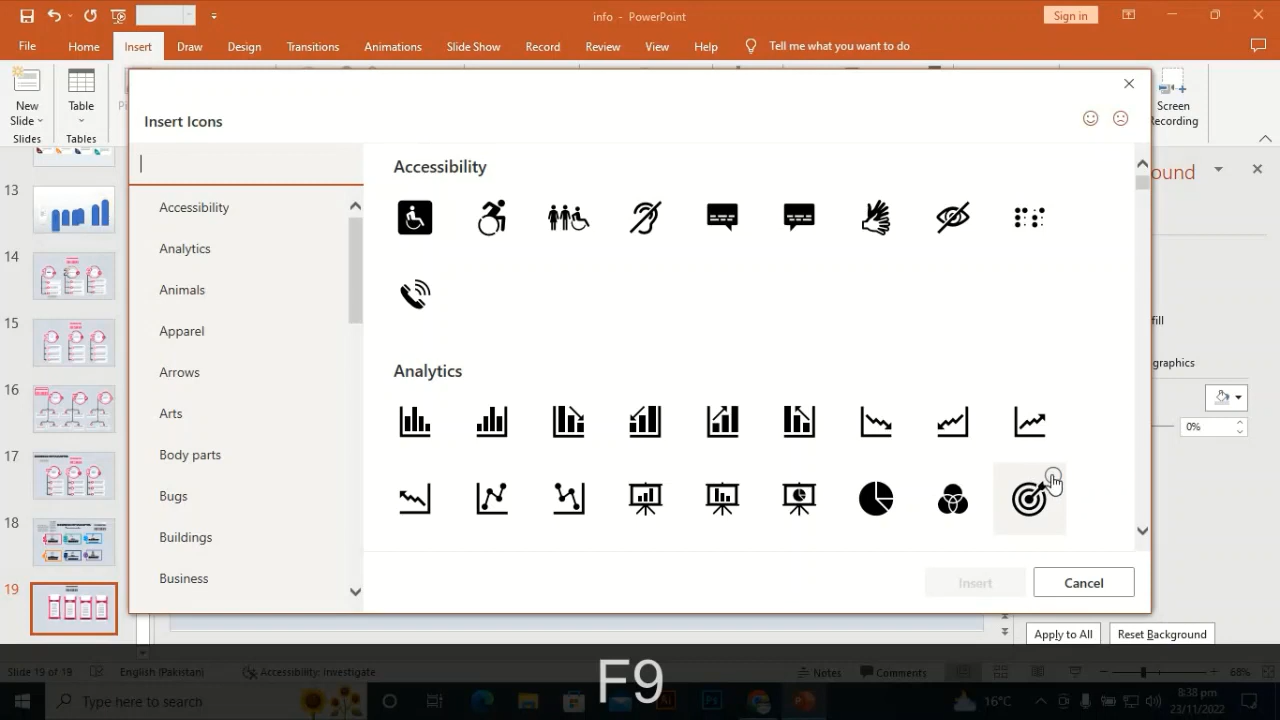 info - PowerPoint
Sign in
File
Home
Insert
Draw
Design
Transitions
Animations
Slide Show
Record
Review
View
Help
Tell me what you want to do
New
Slide
Slides
Table
Tables
Screen
Recording
Insert Icons
Accessibility
Analytics
Animals
Apparel
Arrows
Arts
Body parts
Bugs
Buildings
Business
Accessibility
Analytics
Insert
Cancel
ound
fill
graphics
0%
Apply to All
Reset Background
13
14
15
16
17
18
19
Slide 19 of 19
English (Pakistan)
Accessibility: Investigate
Notes
Comments
68%
F9
Type here to search
16°C
8:38 pm
23/11/2022